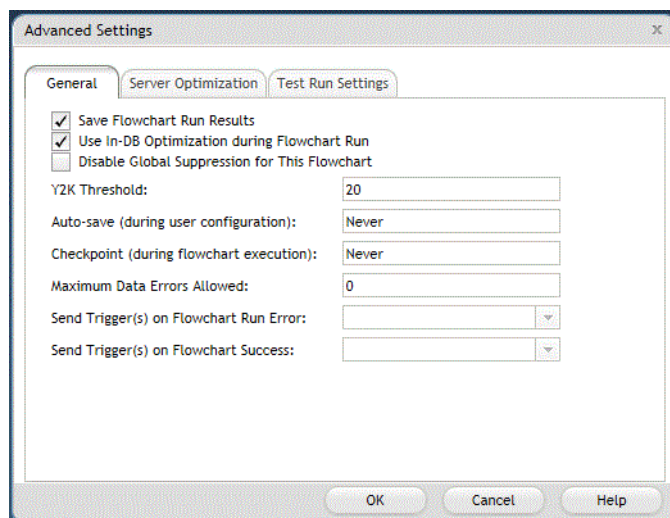 Advanced Settings
General
Server Optimization
Test Run Settings
Save Flowchart Run Results
Use In-DB Optimization during Flowchart Run
Disable Global Suppression for This Flowchart
Y2K Threshold: 20
Auto-save (during user configuration): Never
Checkpoint (during flowchart execution): Never
Maximum Data Errors Allowed: 0
Send Trigger(s) on Flowchart Run Error:
Send Trigger(s) on Flowchart Success:
OK
Cancel
Help